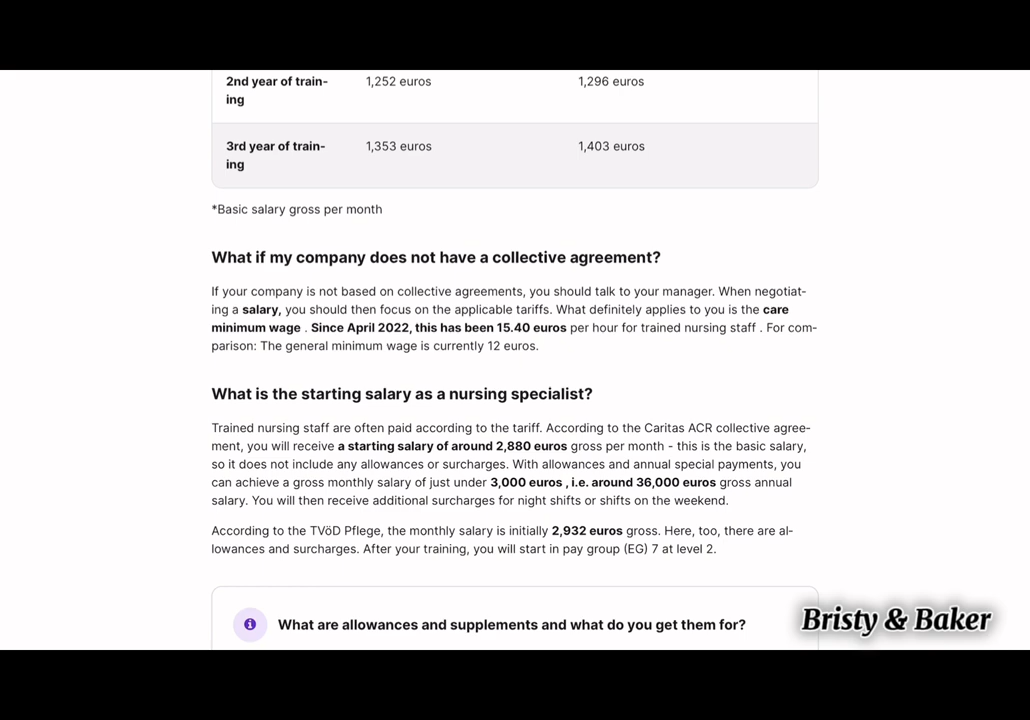 2nd year of train-
ing
1,252 euros
1,296 euros
3rd year of train-
ing
1,353 euros
1,403 euros
*Basic salary gross per month
What if my company does not have a collective agreement?
If your company is not based on collective agreements, you should talk to your manager. When negotiat-
ing a salary, you should then focus on the applicable tariffs. What definitely applies to you is the care
minimum wage . Since April 2022, this has been 15.40 euros per hour for trained nursing staff . For com-
parison: The general minimum wage is currently 12 euros.
What is the starting salary as a nursing specialist?
Trained nursing staff are often paid according to the tariff. According to the Caritas ACR collective agree-
ment, you will receive a starting salary of around 2,880 euros gross per month - this is the basic salary,
so it does not include any allowances or surcharges. With allowances and annual special payments, you
can achieve a gross monthly salary of just under 3,000 euros , i.e. around 36,000 euros gross annual
salary. You will then receive additional surcharges for night shifts or shifts on the weekend.
According to the TVöD Pflege, the monthly salary is initially 2,932 euros gross. Here, too, there are al-
lowances and surcharges. After your training, you will start in pay group (EG) 7 at level 2.
What are allowances and supplements and what do you get them for?
Bristy & Baker